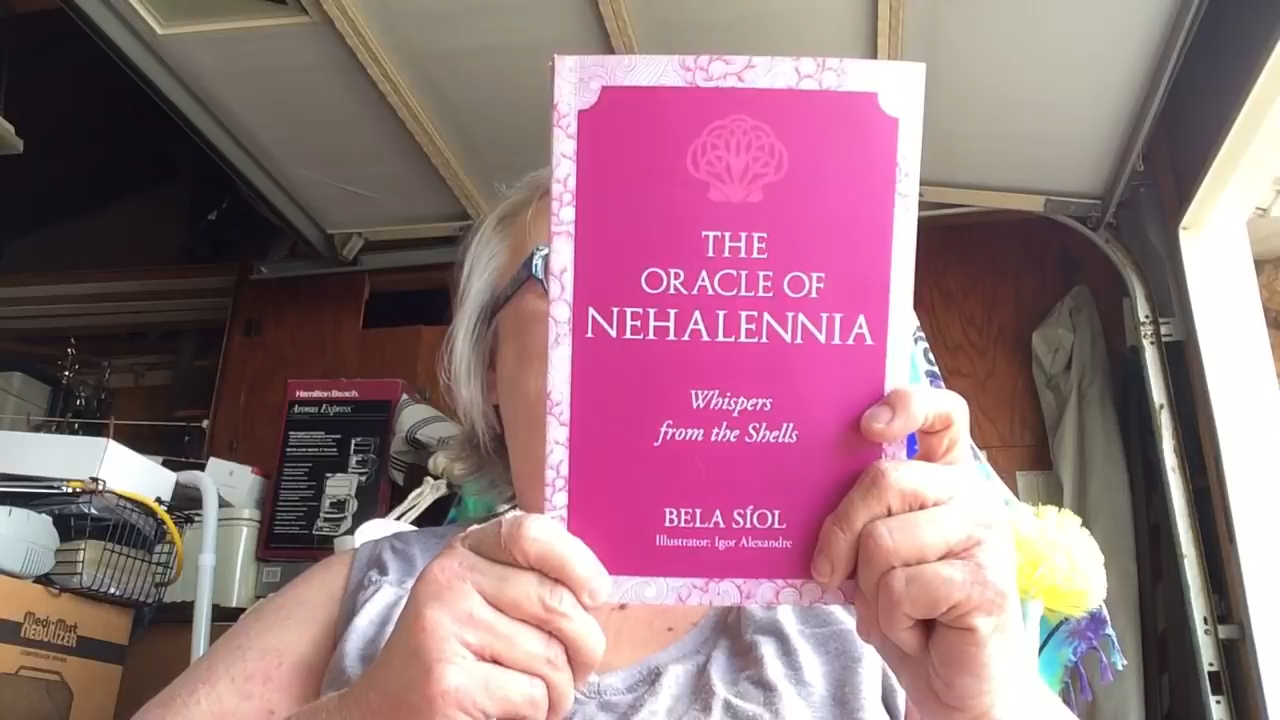 THE
ORACLE OF
NEHALENNIA
Whispers
from the Shells
BELA SÍOL
Illustrator: Igor Alexandre
Hamilton Beach
Aroma Express
Medi-Mist
NEBULIZER